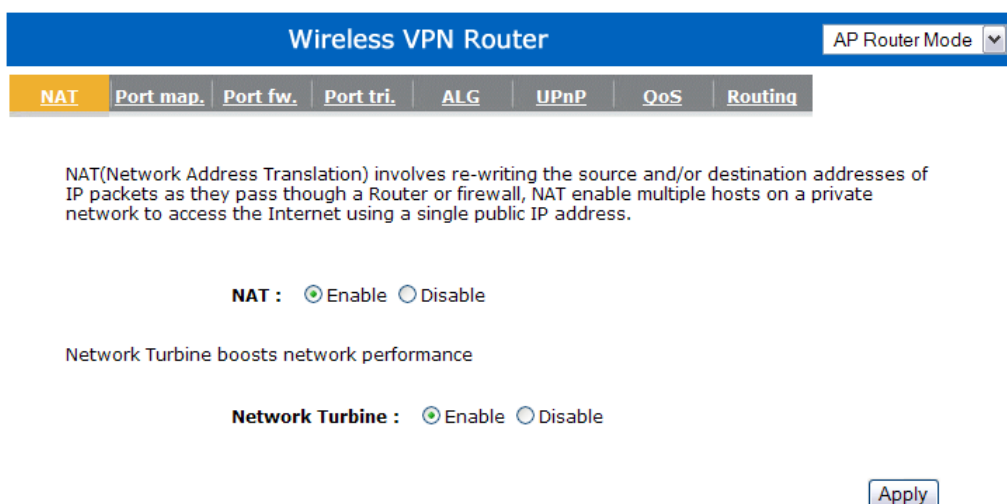 Wireless VPN Router
AP Router Mode
NAT Port map. Port fw. Port tri. ALG UPnP QoS Routing
NAT(Network Address Translation) involves re-writing the source and/or destination addresses of
IP packets as they pass though a Router or firewall, NAT enable multiple hosts on a private
network to access the Internet using a single public IP address.
NAT : Enable Disable
Network Turbine boosts network performance
Network Turbine : Enable Disable
Apply